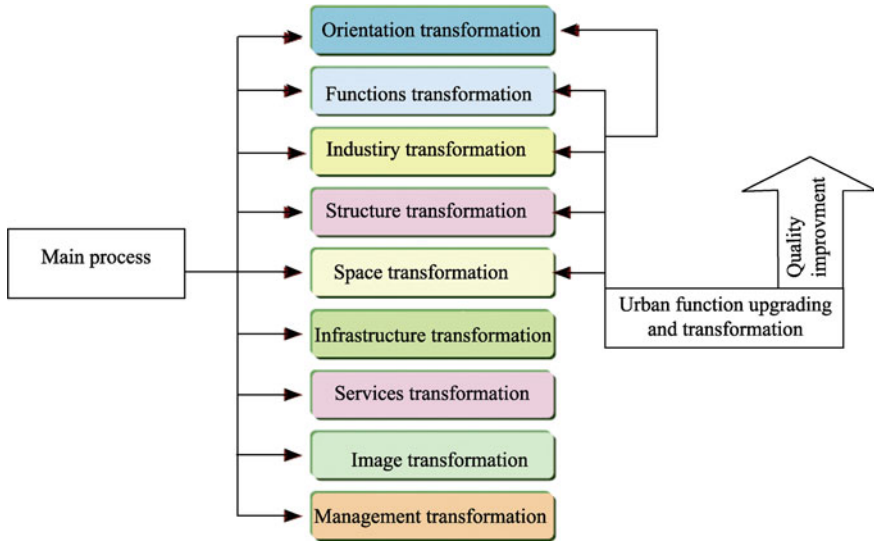 Orientation transformation
Functions transformation
Industiry transformation
Structure transformation
Main process
Space transformation
Infrastructure transformation
Services transformation
Image transformation
Management transformation
Quality
improvment
Urban function upgrading
and transformation